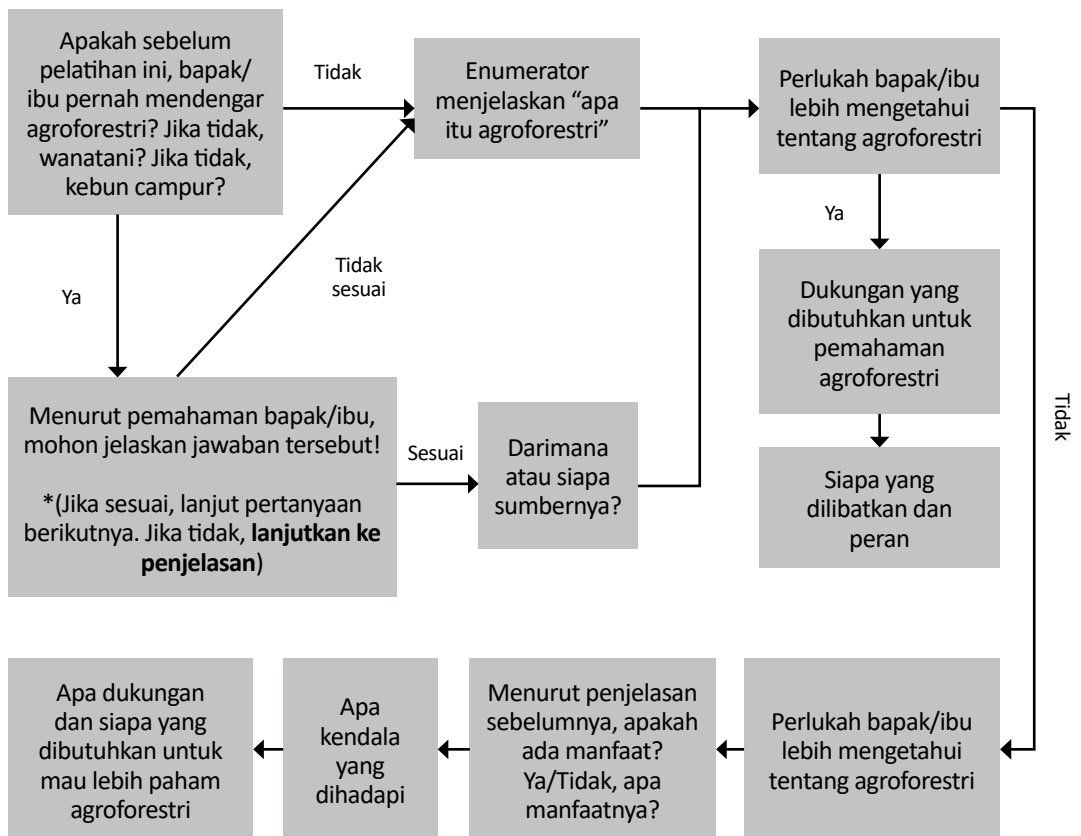 Apakah sebelum
pelatihan ini, bapak/
ibu pernah mendengar
agroforestri? Jika tidak,
wanatani? Jika tidak,
kebun campur?
Tidak
Enumerator
menjelaskan “apa
itu agroforestri”
Perlukah bapak/ibu
lebih mengetahui
tentang agroforestri
Ya
Tidak
sesuai
Ya
Dukungan yang
dibutuhkan untuk
pemahaman
agroforestri
Tidak
Menurut pemahaman bapak/ibu,
mohon jelaskan jawaban tersebut!
*(Jika sesuai, lanjut pertanyaan
berikutnya. Jika tidak, lanjutkan ke
penjelasan)
Sesuai
Darimana
atau siapa
sumbernya?
Siapa yang
dilibatkan dan
peran
Apa dukungan
dan siapa yang
dibutuhkan untuk
mau lebih paham
agroforestri
Apa
kendala
yang
dihadapi
Menurut penjelasan
sebelumnya, apakah
ada manfaat?
Ya/Tidak, apa
manfaatnya?
Perlukah bapak/ibu
lebih mengetahui
tentang agroforestri